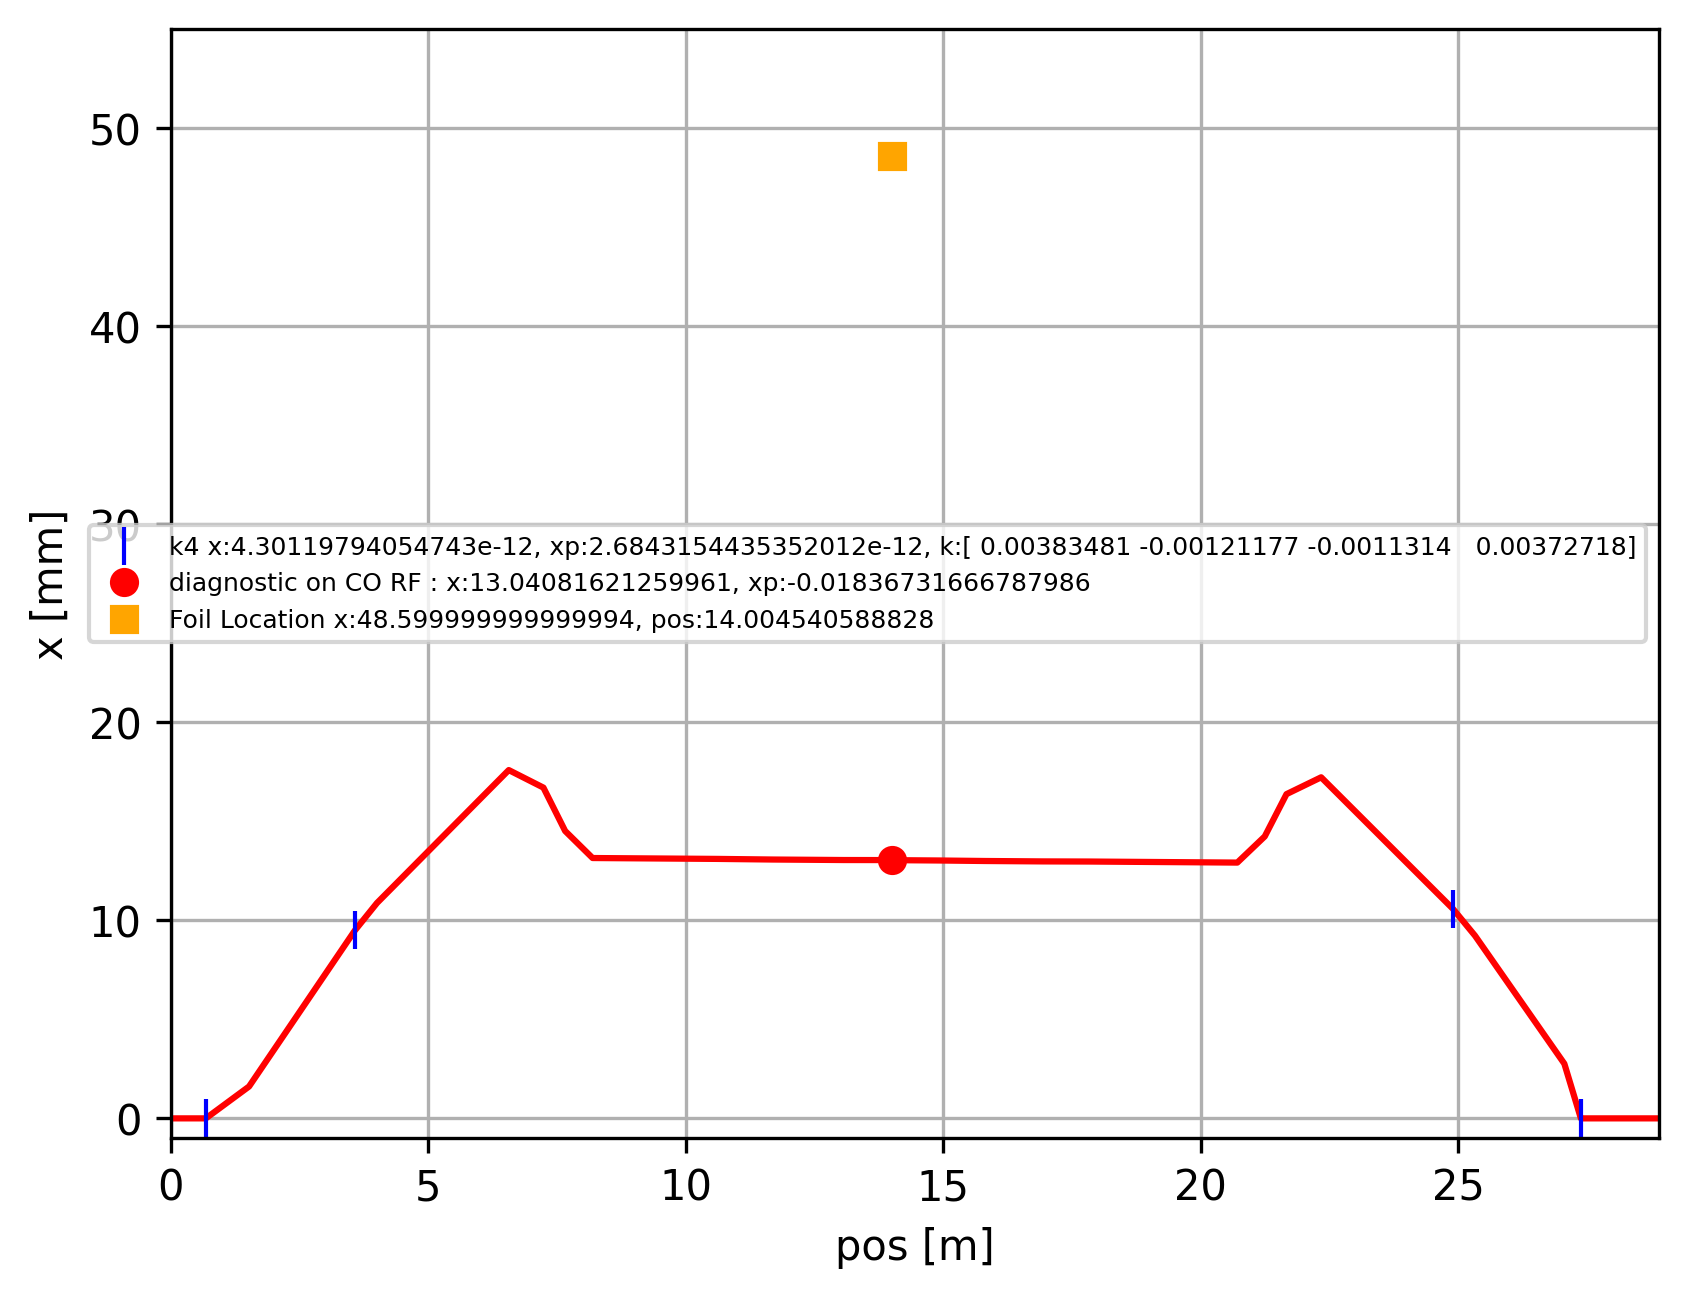 50
40
30
20
10
0
x [mm]
k4 x:4.30119794054743e-12, xp:2.6843154435352012e-12, k:[ 0.00383481 -0.00121177 -0.0011314   0.00372718]
diagnostic on CO RF : x:13.04081621259961, xp:-0.01836731666787986
Foil Location x:48.599999999999994, pos:14.004540588828
0 5 10 15 20 25
pos [m]